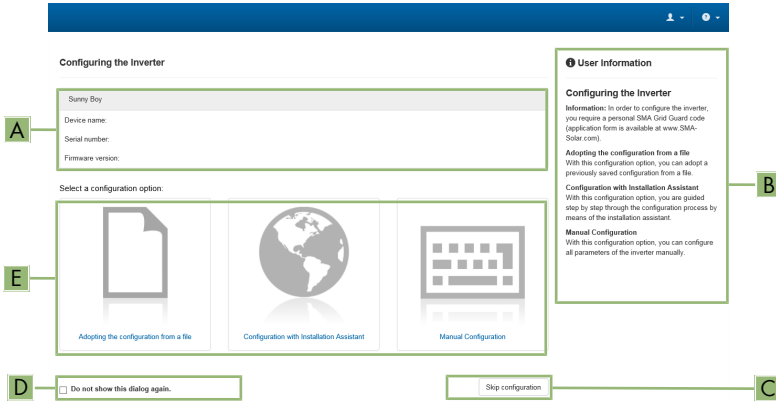 Configuring the Inverter
Sunny Boy
Device name:
Serial number:
Firmware version:
A
Select a configuration option:
E
Adopting the configuration from a file
Configuration with Installation Assistant
Manual Configuration
D
Do not show this dialog again.
Skip configuration
C
User Information
Configuring the Inverter
Information: In order to configure the inverter,
you require a personal SMA Grid Guard code
(application form is available at www.SMA-
Solar.com).
Adopting the configuration from a file
With this configuration option, you can adopt a
previously saved configuration from a file.
Configuration with Installation Assistant
With this configuration option, you are guided
step by step through the configuration process by
means of the installation assistant.
Manual Configuration
With this configuration option, you can configure
all parameters of the inverter manually.
B